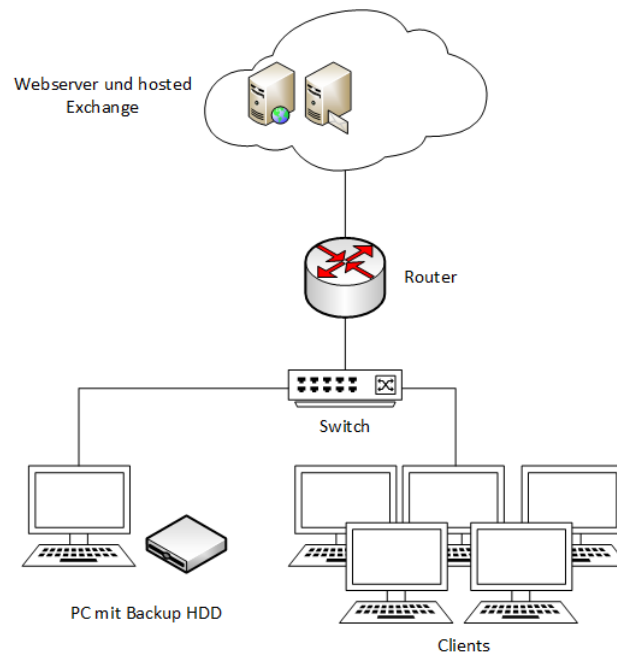 Webserver und hosted
Exchange
Router
Switch
PC mit Backup HDD
Clients